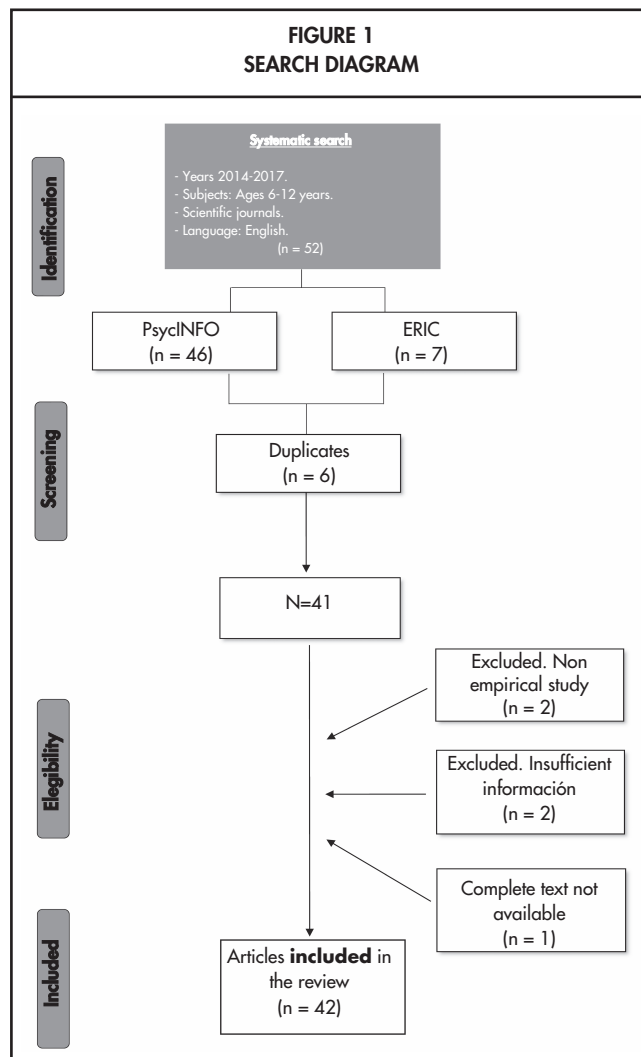 FIGURE 1
SEARCH DIAGRAM
Identification
Systematic search
- Years 2014-2017.
- Subjects: Ages 6-12 years.
- Scientific journals.
- Language: English.
(n = 52)
PsycINFO
(n = 46)
ERIC
(n = 7)
Screening
Duplicates
(n = 6)
N=41
Elegibility
Excluded. Non
empirical study
(n = 2)
Excluded. Insufficient
información
(n = 2)
Complete text not
available
(n = 1)
Included
Articles included in
the review
(n = 42)